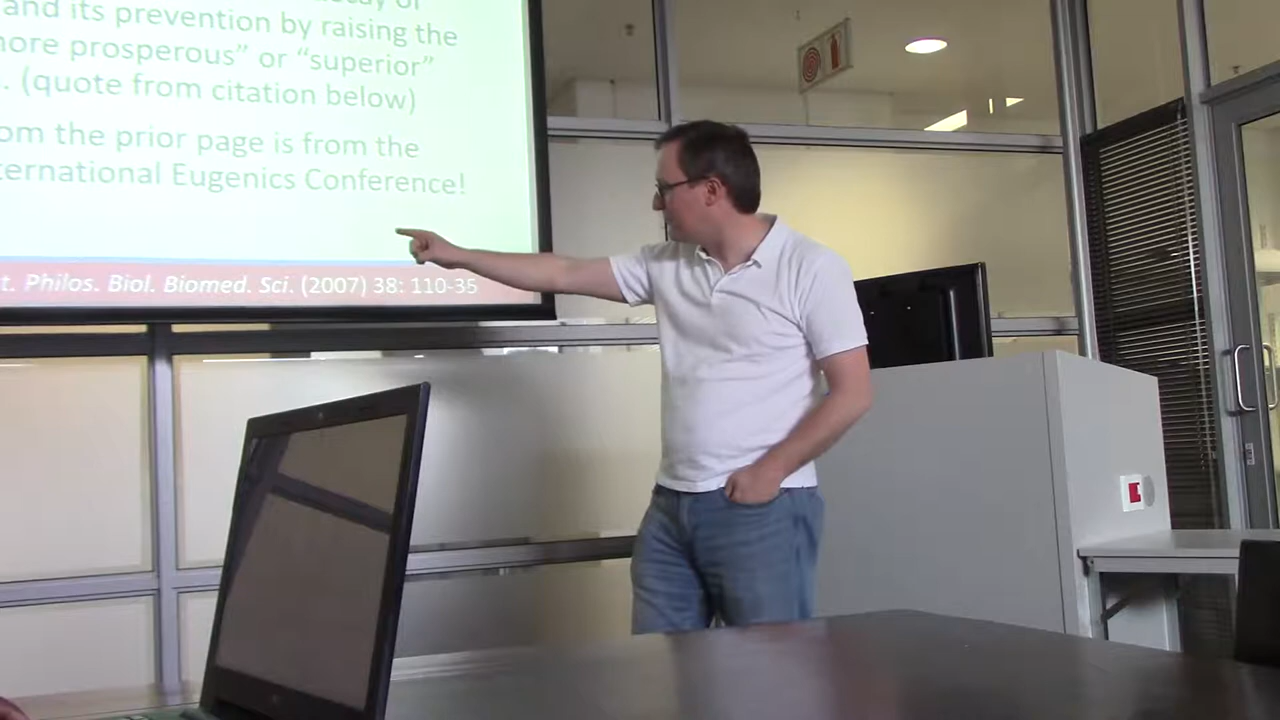 and its prevention by raising the
more prosperous” or “superior”
. (quote from citation below)
om the prior page is from the
ternational Eugenics Conference!
t. Philos. Biol. Biomed. Sci. (2007) 38: 110-35